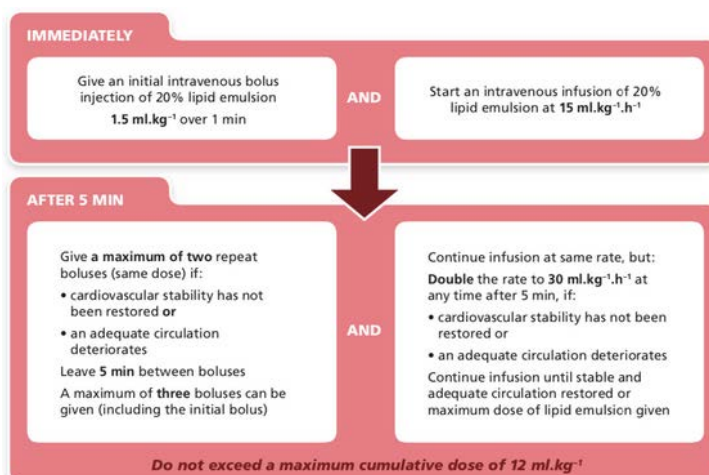 IMMEDIATELY
Give an initial intravenous bolus
injection of 20% lipid emulsion
1.5 ml.kg⁻¹ over 1 min
AND
Start an intravenous infusion of 20%
lipid emulsion at 15 ml.kg⁻¹.h⁻¹
AFTER 5 MIN
Give a maximum of two repeat
boluses (same dose) if:
• cardiovascular stability has not
been restored or
• an adequate circulation
deteriorates
Leave 5 min between boluses
A maximum of three boluses can be
given (including the initial bolus)
AND
Continue infusion at same rate, but:
Double the rate to 30 ml.kg⁻¹.h⁻¹ at
any time after 5 min, if:
• cardiovascular stability has not been
restored or
• an adequate circulation deteriorates
Continue infusion until stable and
adequate circulation restored or
maximum dose of lipid emulsion given
Do not exceed a maximum cumulative dose of 12 ml.kg⁻¹